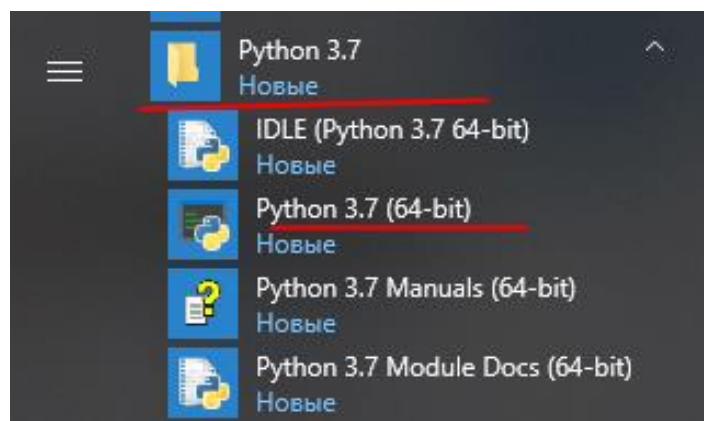 Python 3.7
Новые
IDLE (Python 3.7 64-bit)
Новые
Python 3.7 (64-bit)
Новые
Python 3.7 Manuals (64-bit)
Новые
Python 3.7 Module Docs (64-bit)
Новые